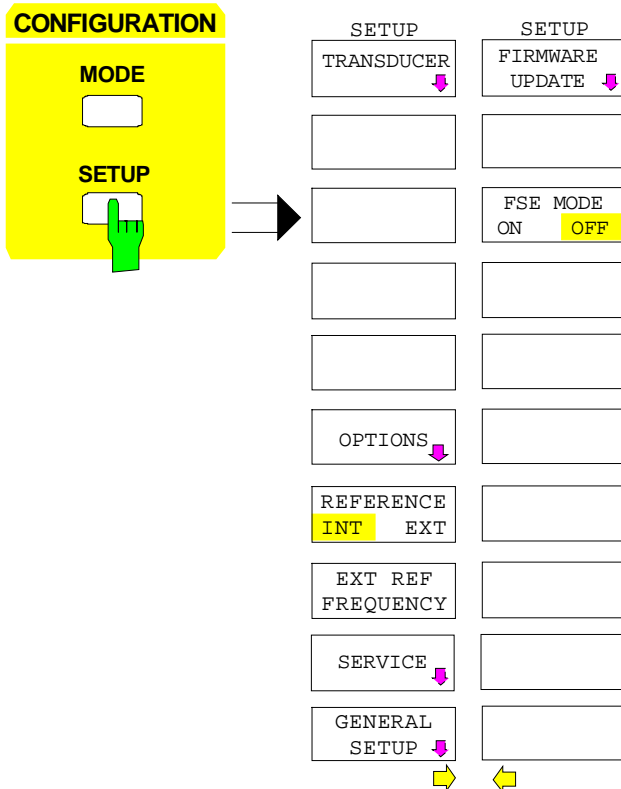 CONFIGURATION
MODE
SETUP
SETUP
TRANSDUCER
OPTIONS
REFERENCE
INT EXT
EXT REF
FREQUENCY
SERVICE
GENERAL
SETUP
SETUP
FIRMWARE
UPDATE
FSE MODE
ON OFF